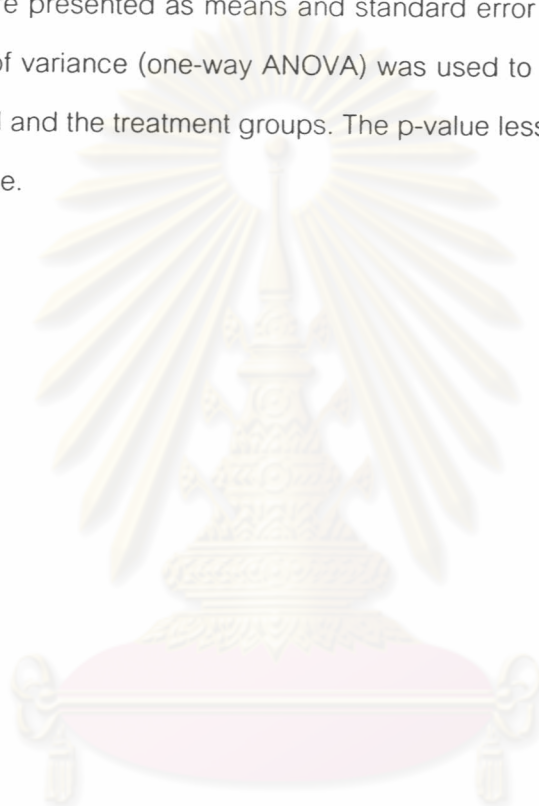 re presented as means and standard error
of variance (one-way ANOVA) was used to
and the treatment groups. The p-value less
e.